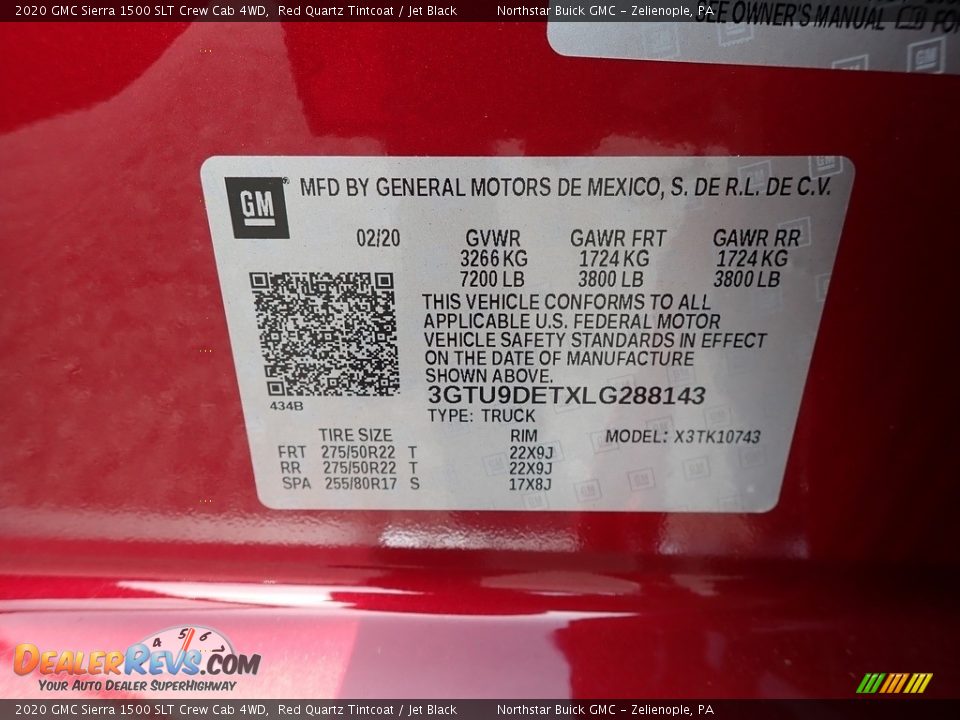 2020 GMC Sierra 1500 SLT Crew Cab 4WD, Red Quartz Tintcoat / Jet Black Northstar Buick GMC - Zelienople, PA
SEE OWNER'S MANUAL
GM
GM ® MFD BY GENERAL MOTORS DE MEXICO, S. DE R.L. DE C.V.
02/20 GVWR GAWR FRT GAWR RR
3266 KG 1724 KG 1724 KG
7200 LB 3800 LB 3800 LB
THIS VEHICLE CONFORMS TO ALL
APPLICABLE U.S. FEDERAL MOTOR
VEHICLE SAFETY STANDARDS IN EFFECT
ON THE DATE OF MANUFACTURE
SHOWN ABOVE.
3GTU9DETXLG288143
434B
TYPE: TRUCK
TIRE SIZE RIM MODEL: X3TK10743
FRT 275/50R22 T 22X9J
RR 275/50R22 T 22X9J
SPA 255/80R17 S 17X8J
4 5 6
DEALERREVS.COM
YOUR AUTO DEALER SUPERHIGHWAY
2020 GMC Sierra 1500 SLT Crew Cab 4WD, Red Quartz Tintcoat / Jet Black Northstar Buick GMC - Zelienople, PA